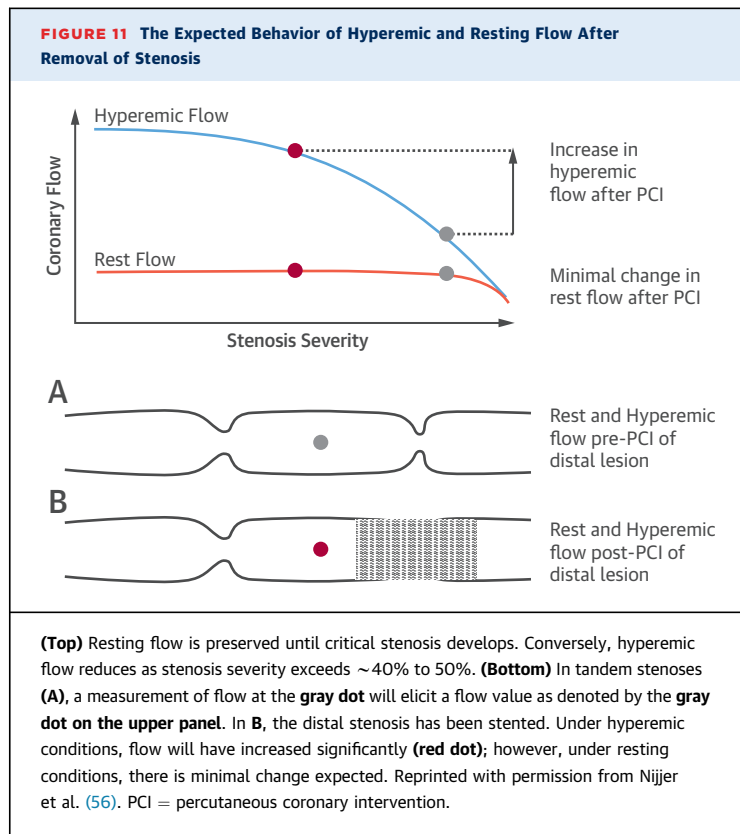 FIGURE 11 The Expected Behavior of Hyperemic and Resting Flow After
Removal of Stenosis
Hyperemic Flow
Coronary Flow
Rest Flow
Stenosis Severity
Increase in
hyperemic
flow after PCI
Minimal change in
rest flow after PCI
A
Rest and Hyperemic
flow pre-PCI of
distal lesion
B
Rest and Hyperemic
flow post-PCI of
distal lesion
(Top) Resting flow is preserved until critical stenosis develops. Conversely, hyperemic
flow reduces as stenosis severity exceeds ~40% to 50%. (Bottom) In tandem stenoses
(A), a measurement of flow at the gray dot will elicit a flow value as denoted by the gray
dot on the upper panel. In B, the distal stenosis has been stented. Under hyperemic
conditions, flow will have increased significantly (red dot); however, under resting
conditions, there is minimal change expected. Reprinted with permission from Nijjer
et al. (56). PCI = percutaneous coronary intervention.